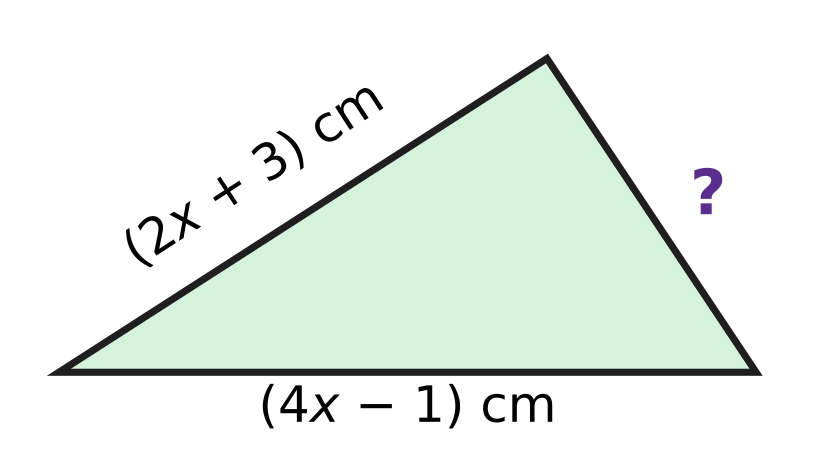 (2x + 3) cm
?
(4x − 1) cm